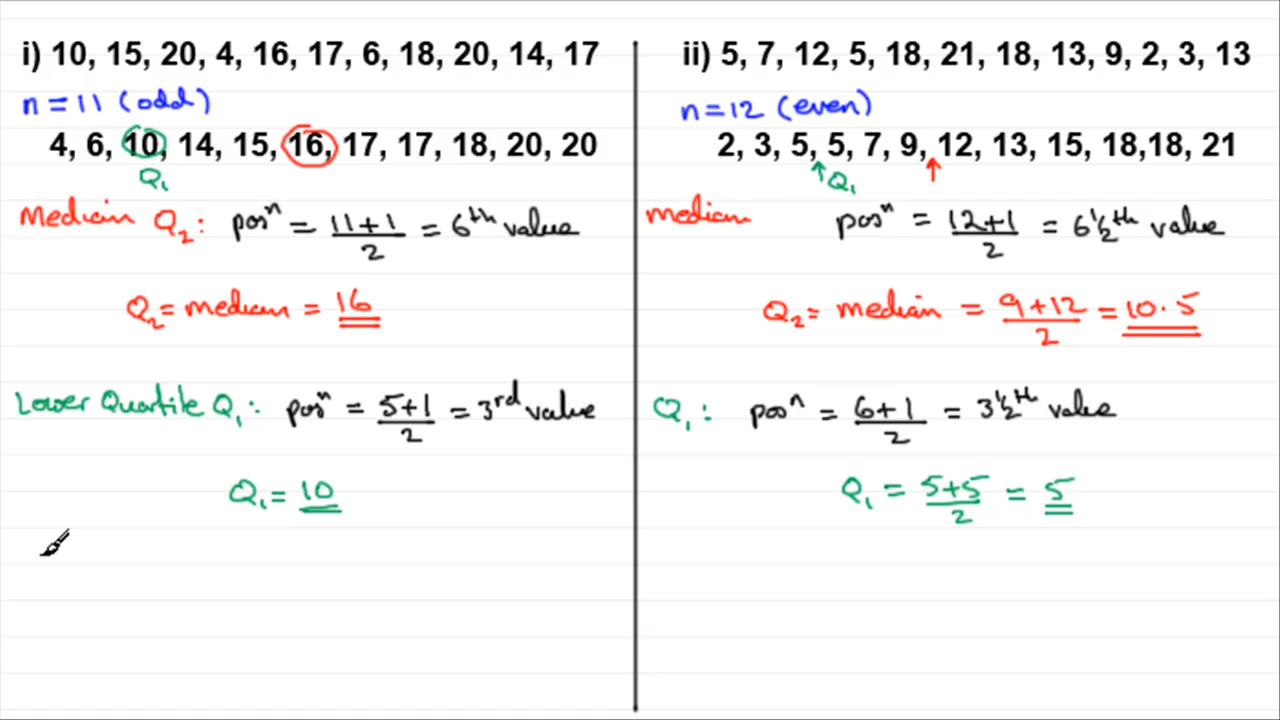 i) 10, 15, 20, 4, 16, 17, 6, 18, 20, 14, 17
n = 11 (odd)
4, 6, 10, 14, 15, 16, 17, 17, 18, 20, 20
Q₁
Median Q₂: posⁿ = 11+1/2 = 6th value
Q₂ = median = 16
Lower Quartile Q₁: posⁿ = 5+1/2 = 3rd value
Q₁ = 10
ii) 5, 7, 12, 5, 18, 21, 18, 13, 9, 2, 3, 13
n = 12 (even)
2, 3, 5, 5, 7, 9, 12, 13, 15, 18,18, 21
↑Q₁ ↑
median posⁿ = 12+1/2 = 6½th value
Q₂ = median = 9+12/2 = 10.5
Q₁: posⁿ = 6+1/2 = 3½th value
Q₁ = 5+5/2 = 5